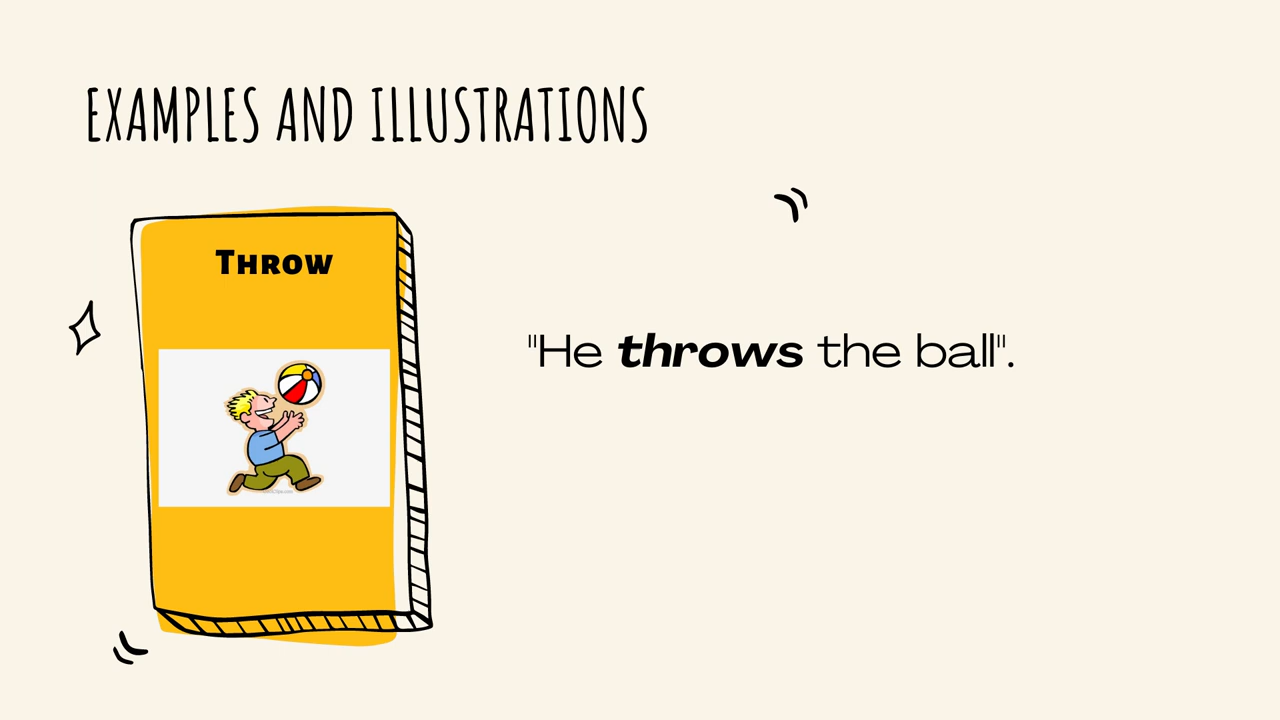 EXAMPLES AND ILLUSTRATIONS
Throw
"He throws the ball".